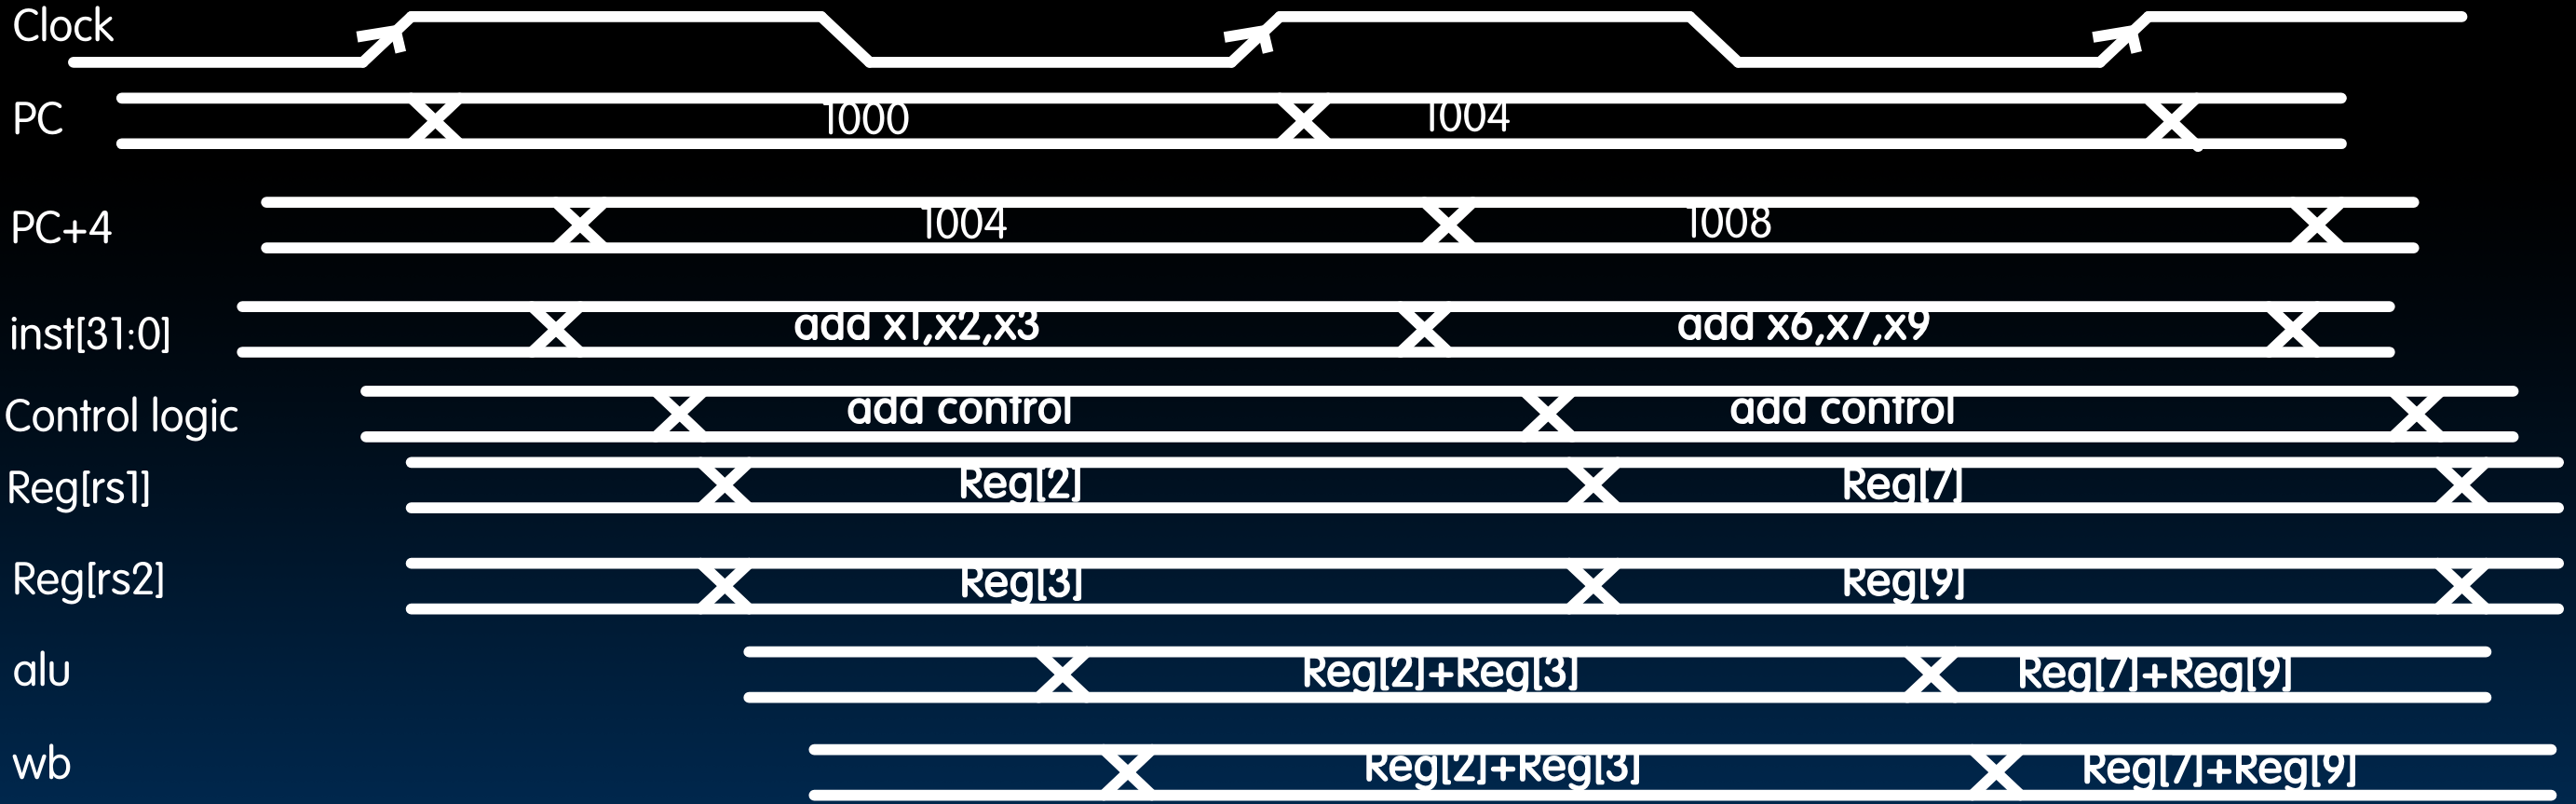 Clock
PC 1000 1004
PC+4 1004 1008
inst[31:0] add x1,x2,x3 add x6,x7,x9
Control logic add control add control
Reg[rs1] Reg[2] Reg[7]
Reg[rs2] Reg[3] Reg[9]
alu Reg[2]+Reg[3] Reg[7]+Reg[9]
wb Reg[2]+Reg[3] Reg[7]+Reg[9]